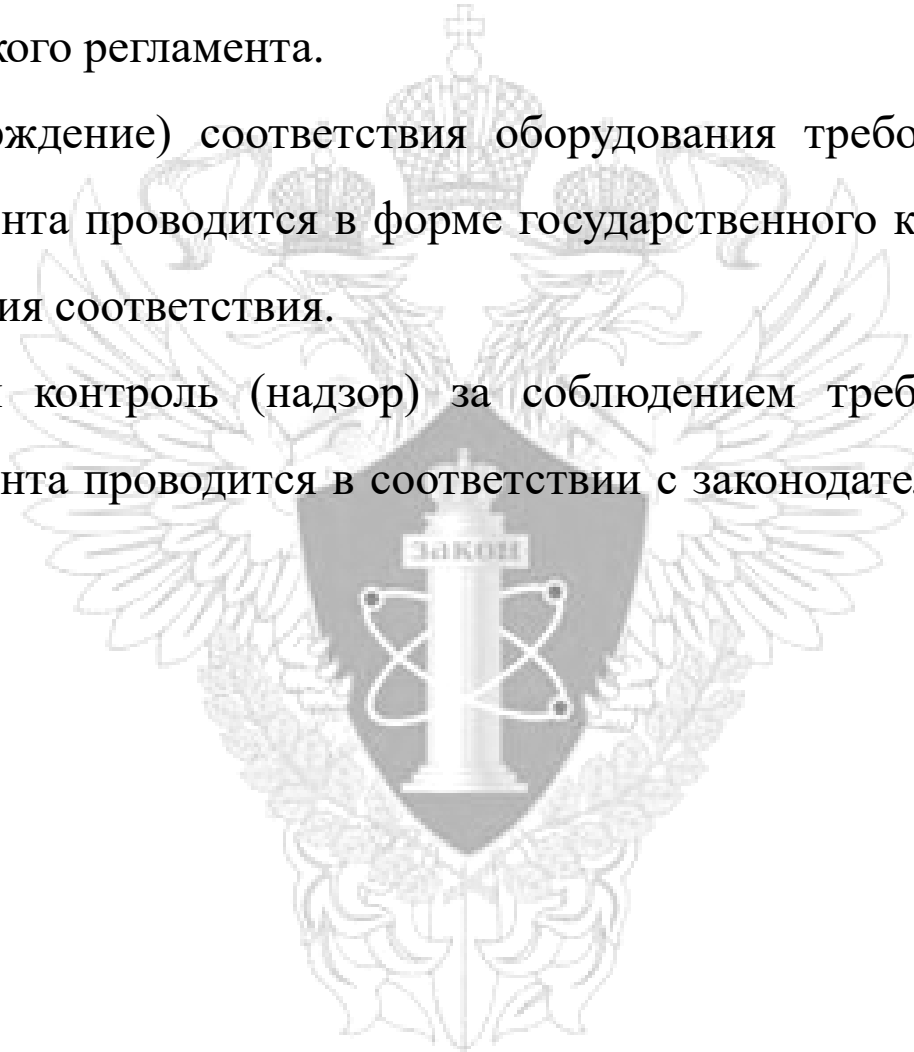 кого регламента.
ождение) соответствия оборудования требо
нта проводится в форме государственного к
ия соответствия.
контроль (надзор) за соблюдением треб
нта проводится в соответствии с законодате
закон